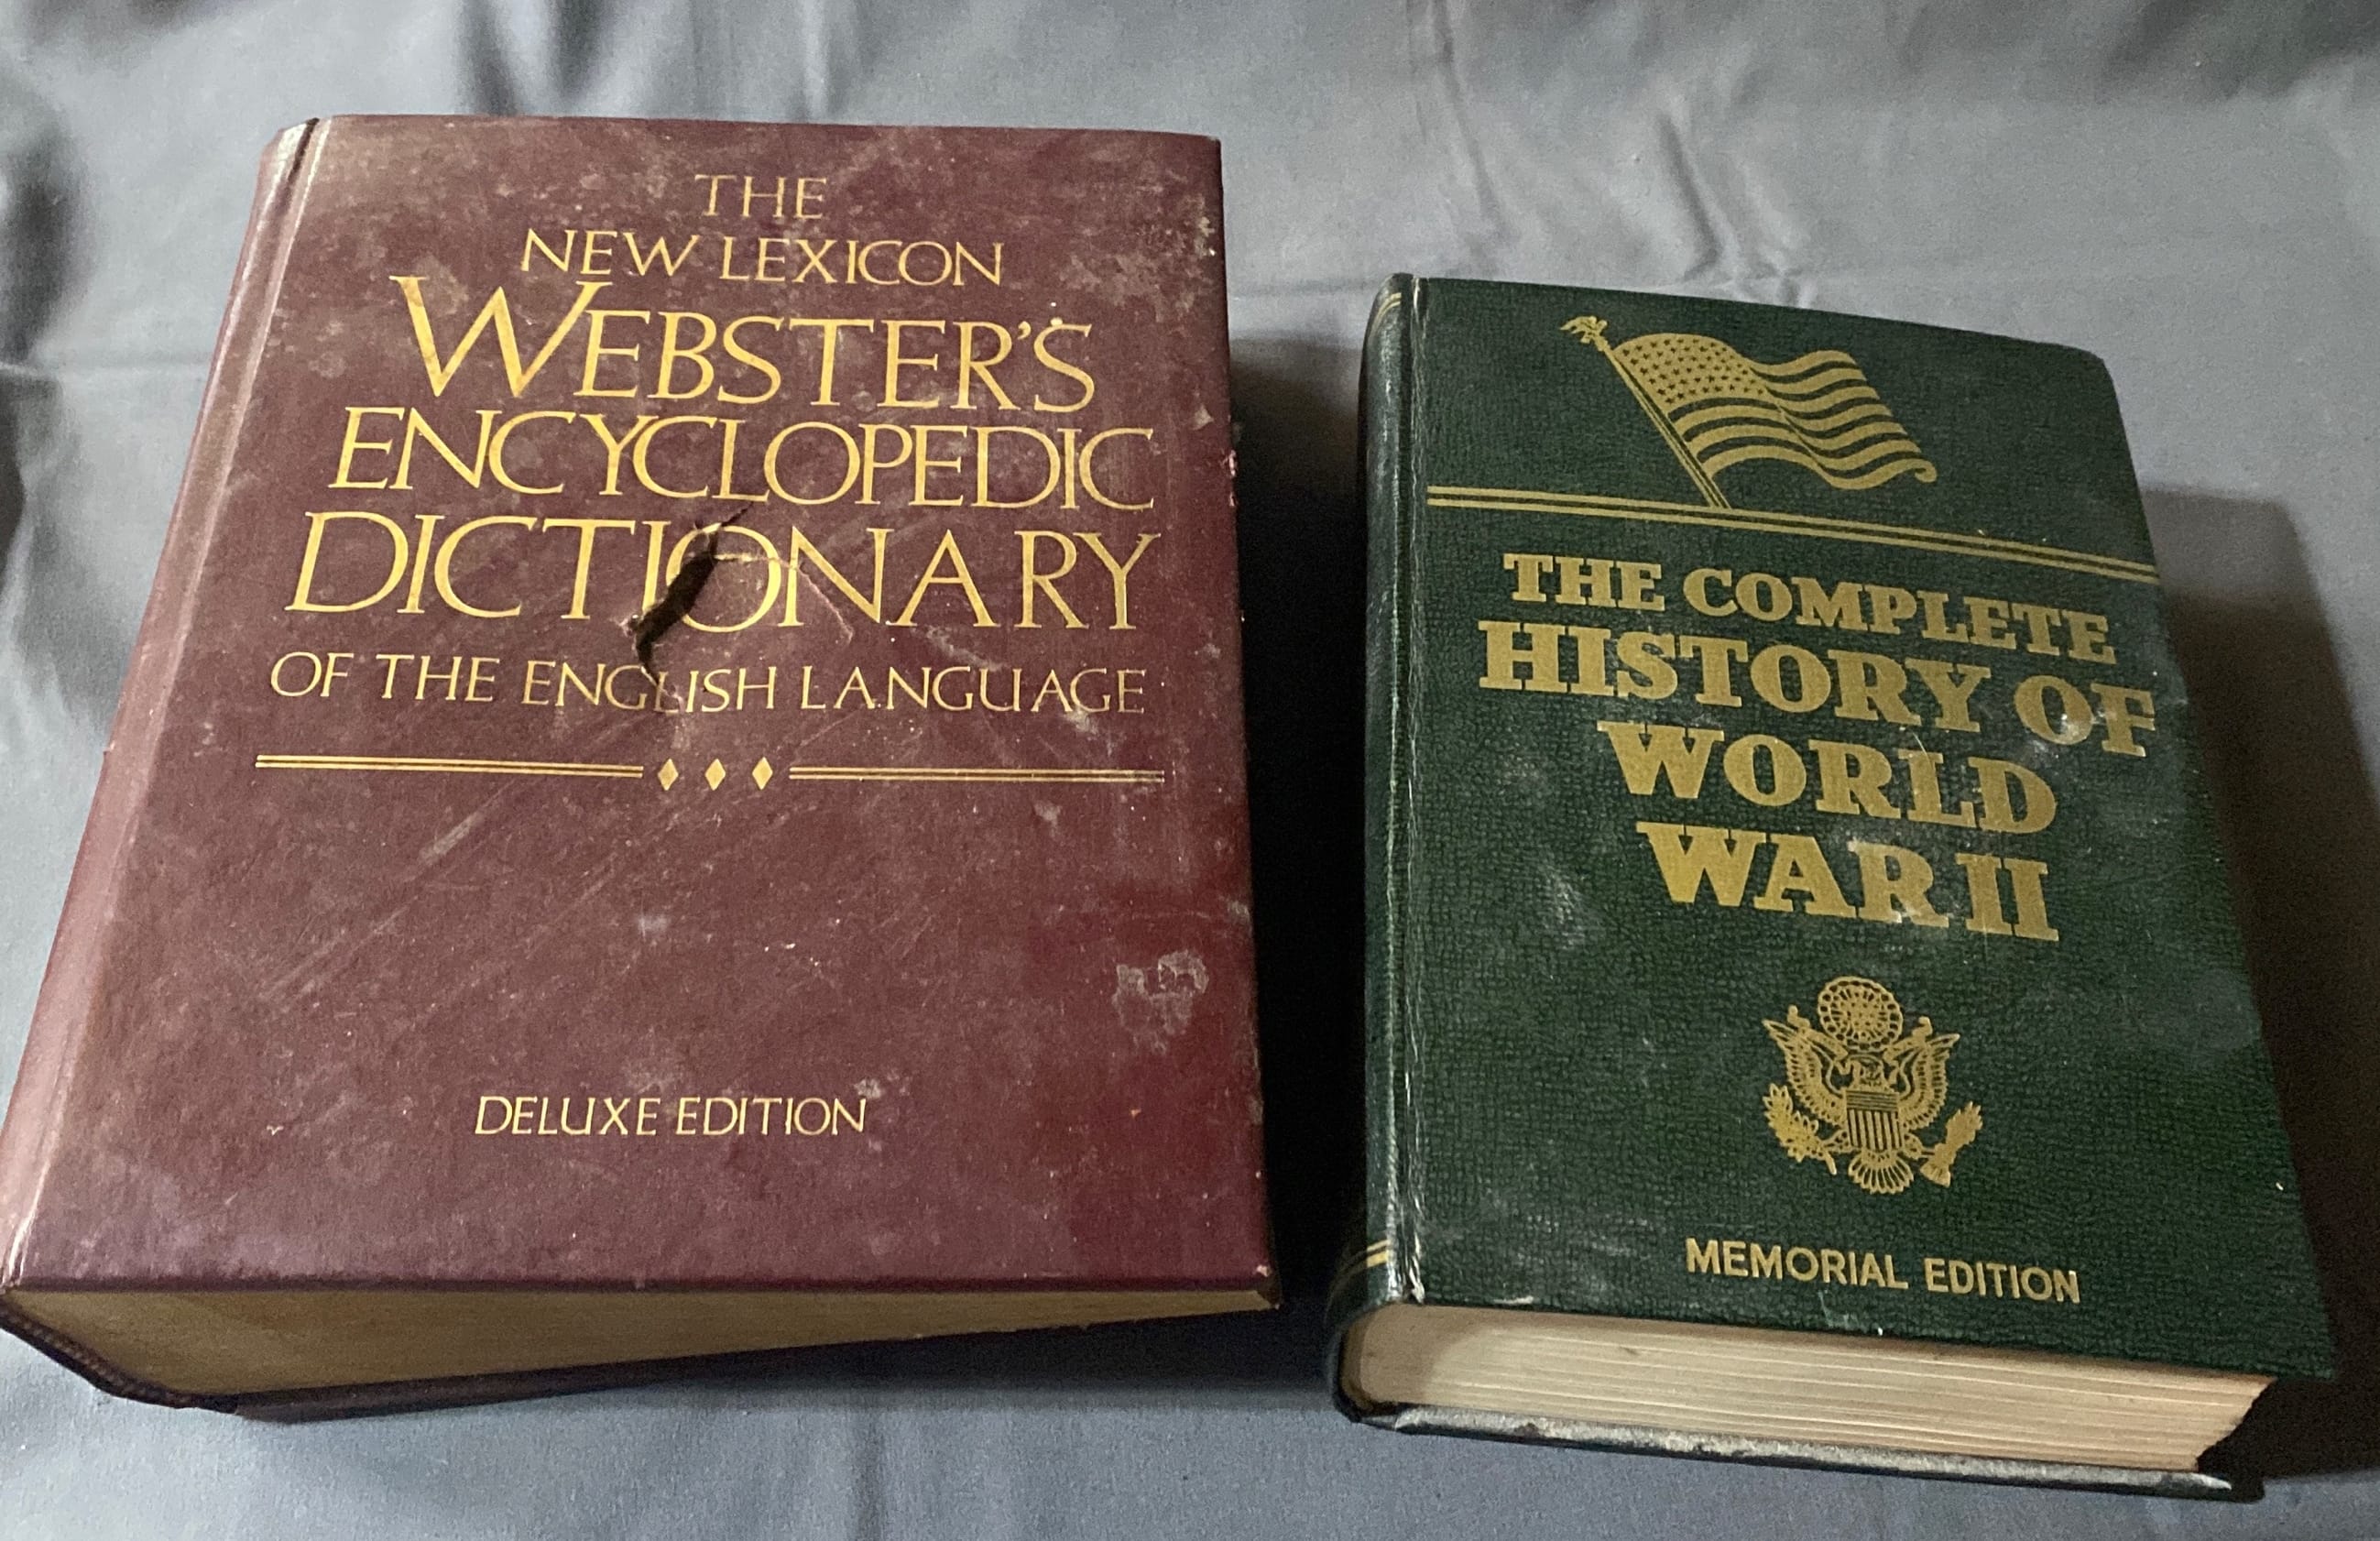 THE
NEW LEXICON
WEBSTER'S
ENCYCLOPEDIC
DICTIONARY
OF THE ENGLISH LANGUAGE
DELUXE EDITION
THE COMPLETE
HISTORY OF
WORLD
WAR II
MEMORIAL EDITION